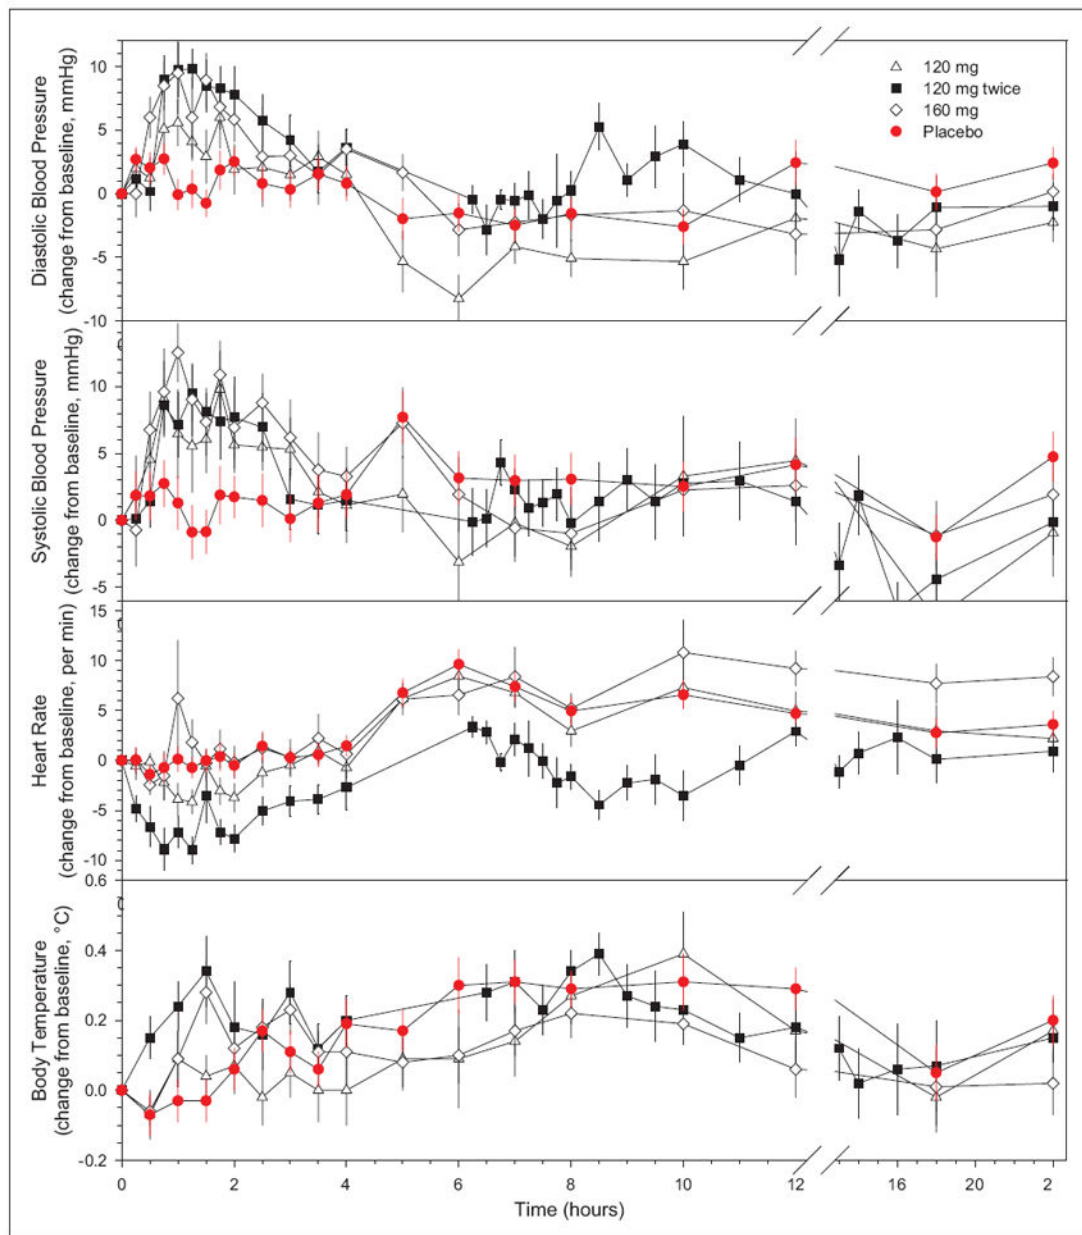 Diastolic Blood Pressure
(change from baseline, mmHg)
10
5
0
-5
-10
120 mg
120 mg twice
160 mg
Placebo
Systolic Blood Pressure
(change from baseline, mmHg)
10
5
0
-5
Heart Rate
(change from baseline, per min)
15
10
5
0
-5
-10
Body Temperature
(change from baseline, °C)
0.6
0.4
0.2
0.0
-0.2
0 2 4 6 8 10 12 16 20 2
Time (hours)